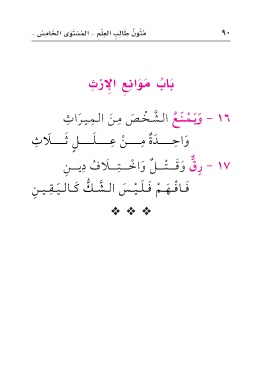 ٩٠ مُتُونُ طَالِبِ العِلْمِ - المُسْتَوَى الخَامِسُ -
بَابُ مَوَانِعِ الإِرْثِ
١٦ - وَيَمْنَعُ الشَّخْصَ مِنَ المِيرَاثِ
وَاحِدَةٌ مِنْ عِلَلٍ ثَلَاثِ
١٧ - رِقٌّ وَقَتْلٌ وَاخْتِلَافُ دِينِ
فَافْهَمْ فَلَيْسَ الشَّكُّ كَاليَقِينِ